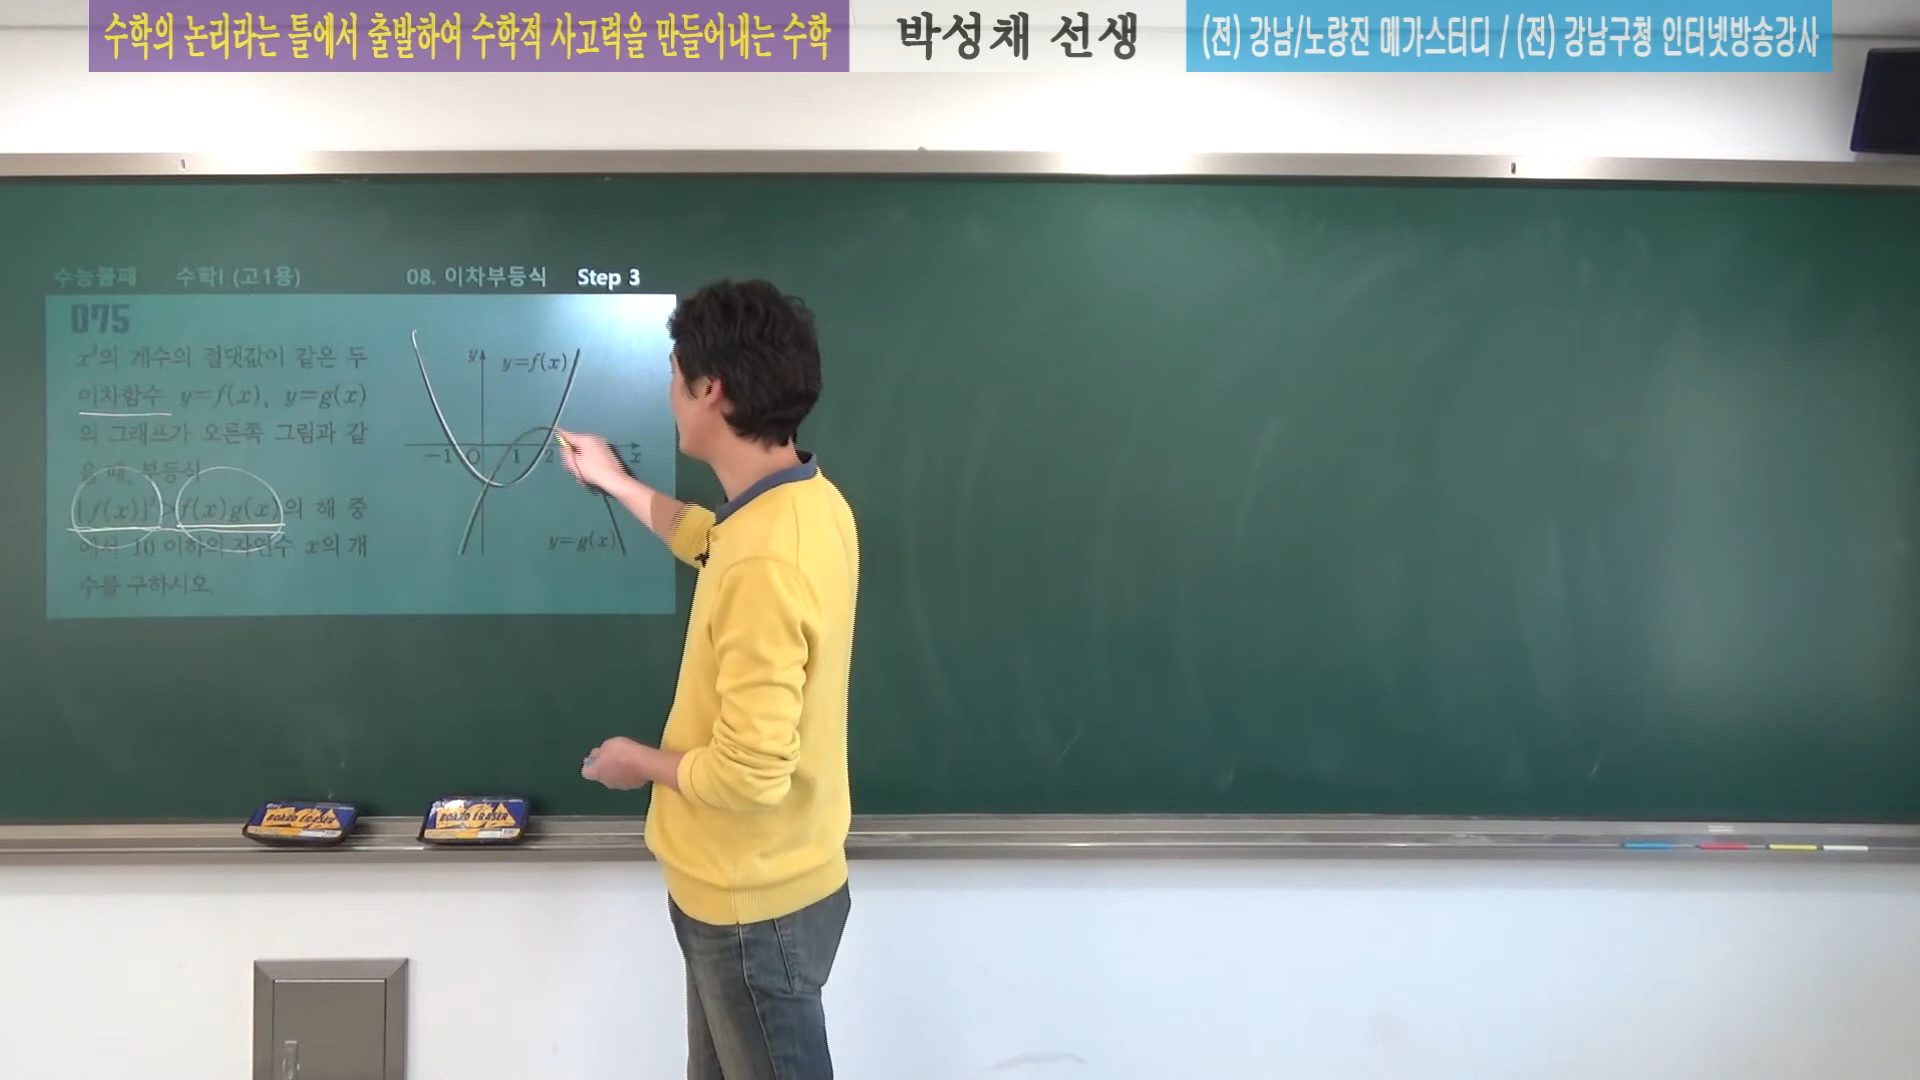 수학의 논리라는 틀에서 출발하여 수학적 사고력을 만들어내는 수학
박성채 선생
(전) 강남/노량진 메가스터디 / (전) 강남구청 인터넷방송강사
수능불패 수학I (고1용) 08. 이차부등식 Step 3
075
x²의 계수의 절댓값이 같은 두
이차함수 y=f(x), y=g(x)
의 그래프가 오른쪽 그림과 같
을 때, 부등식
{f(x)}²>f(x)g(x)의 해 중
에서 10 이하의 자연수 x의 개
수를 구하시오.
y y=f(x)
-1 O 1 2 x
y=g(x)
BOARD ERASER
BOARD ERASER